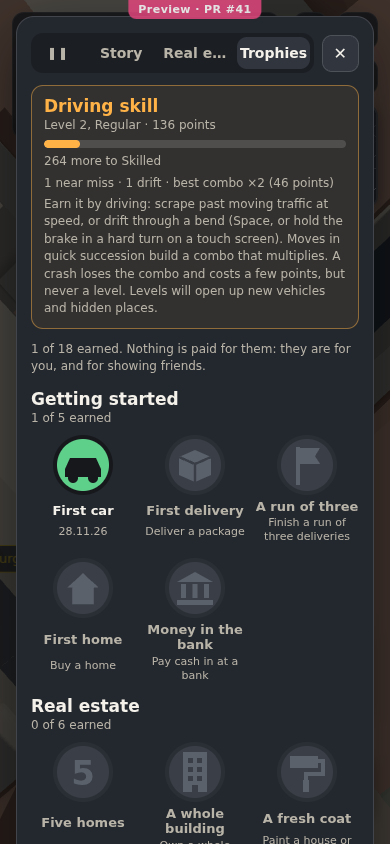 Preview · PR #41
Story Real e... Trophies
Driving skill
Level 2, Regular · 136 points
264 more to Skilled
1 near miss · 1 drift · best combo ×2 (46 points)
Earn it by driving: scrape past moving traffic at
speed, or drift through a bend (Space, or hold the
brake in a hard turn on a touch screen). Moves in
quick succession build a combo that multiplies. A
crash loses the combo and costs a few points, but
never a level. Levels will open up new vehicles
and hidden places.
1 of 18 earned. Nothing is paid for them: they are for
you, and for showing friends.
Getting started
1 of 5 earned
First car
28.11.26
First delivery
Deliver a package
A run of three
Finish a run of
three deliveries
First home
Buy a home
Money in the
bank
Pay cash in at a
bank
Real estate
0 of 6 earned
5
Five homes
A whole
building
A fresh coat
Paint a house or